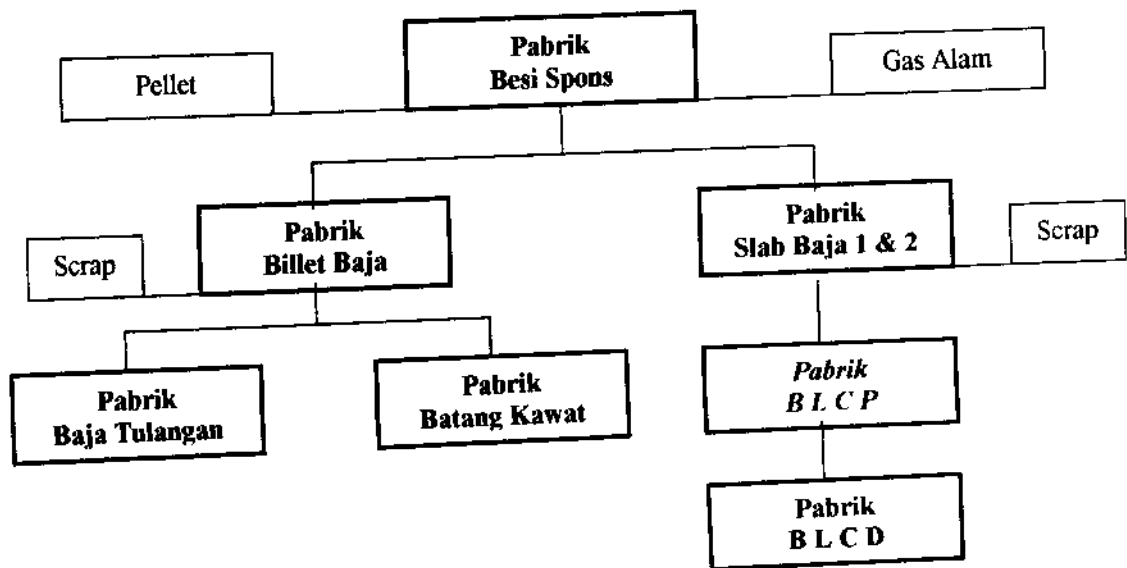 Pabrik
Besi Spons
Pellet
Gas Alam
Pabrik
Billet Baja
Pabrik
Slab Baja 1 & 2
Scrap
Scrap
Pabrik
Baja Tulangan
Pabrik
Batang Kawat
Pabrik
B L C P
Pabrik
B L C D